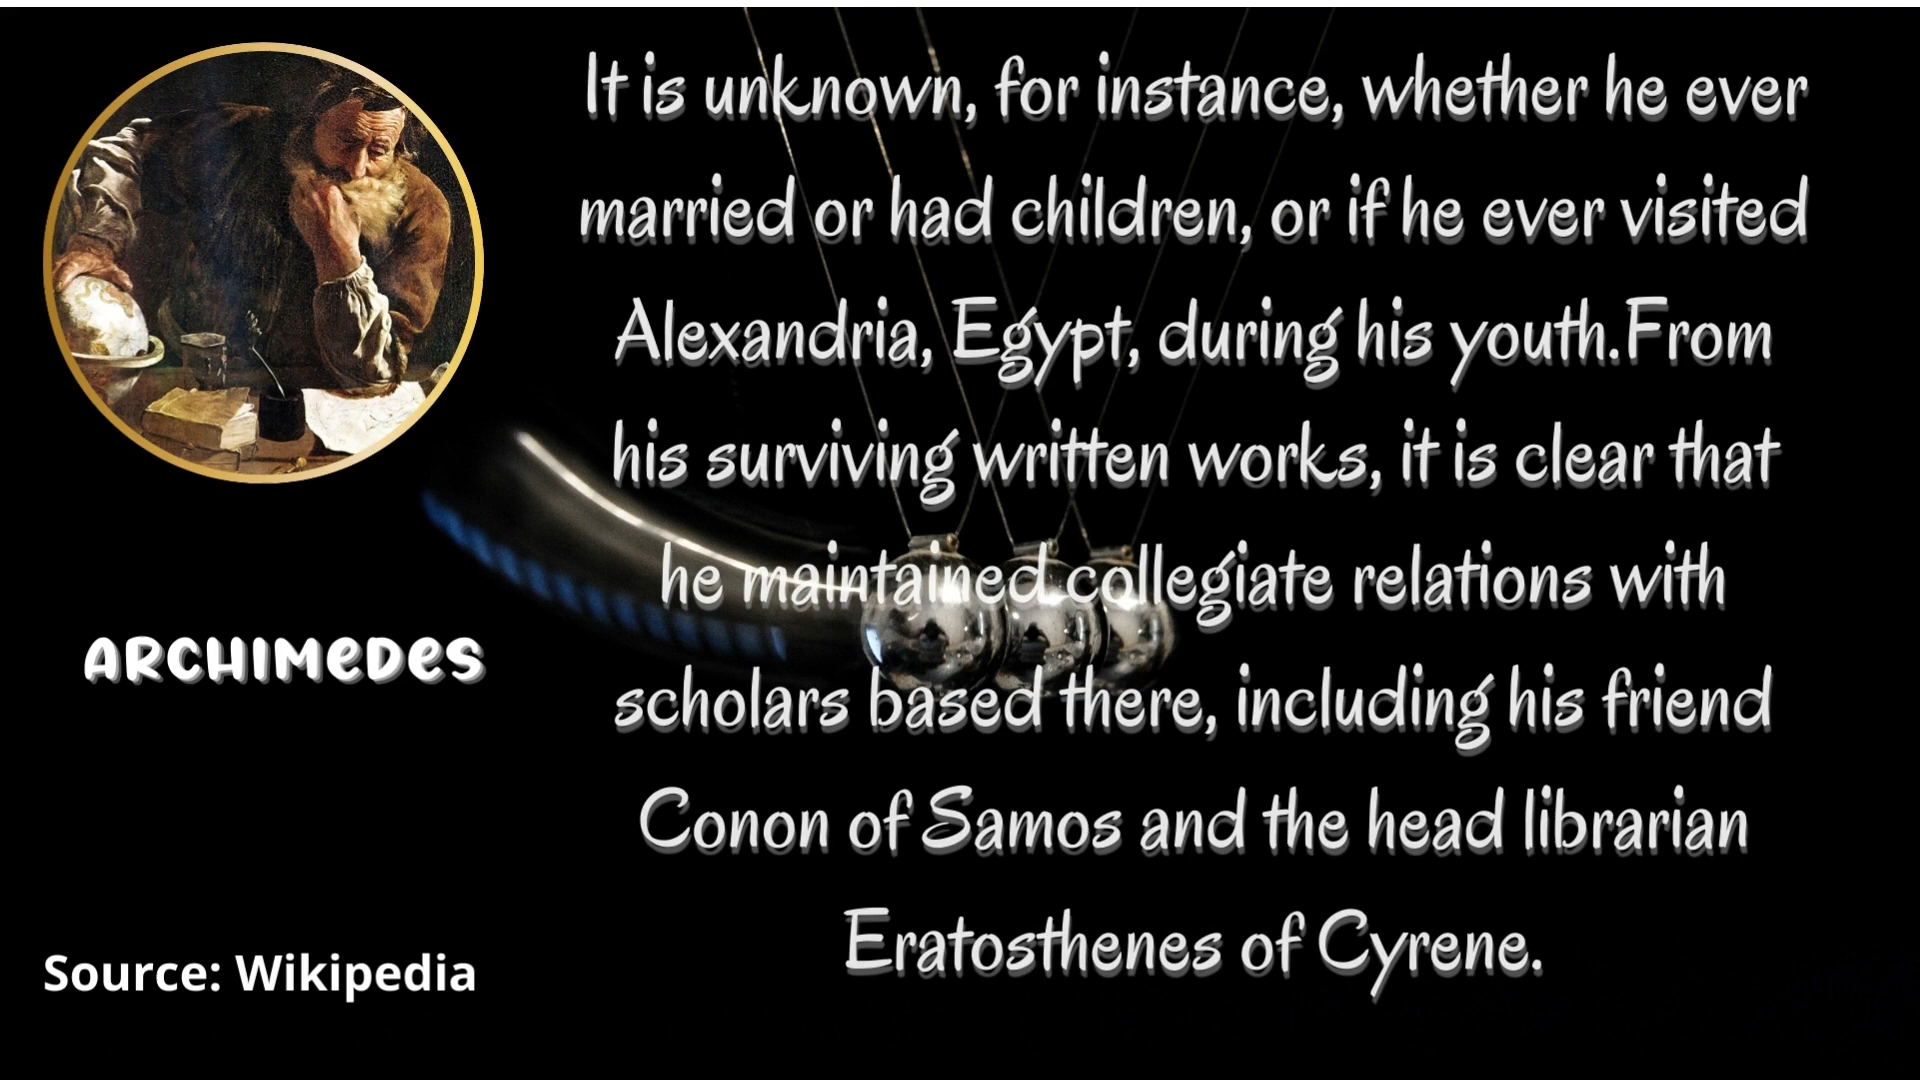 It is unknown, for instance, whether he ever
married or had children, or if he ever visited
Alexandria, Egypt, during his youth.From
his surviving written works, it is clear that
he maintained collegiate relations with
scholars based there, including his friend
Conon of Samos and the head librarian
Eratosthenes of Cyrene.
ARCHIMeDeS
Source: Wikipedia